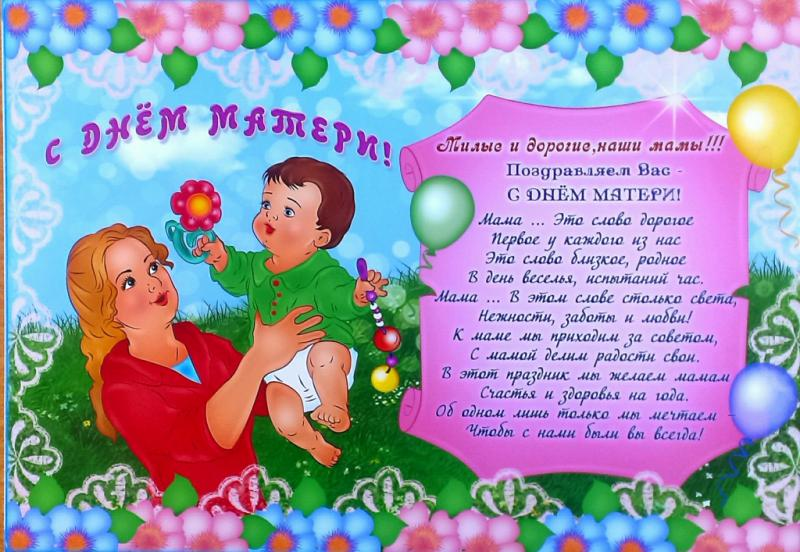 С ДНЁМ МАТЕРИ!
Милые и дорогие,наши мамы!!!
Поздравляем Вас -
С ДНЁМ МАТЕРИ!
Мама ... Это слово дорогое
Первое у каждого из нас
Это слово близкое, родное
В день веселья, испытаний час.
Мама ... В этом слове столько света,
Нежности, заботы и любви!
К маме мы приходим за советом,
С мамой делим радости свои.
В этот праздник мы желаем мамам
Счастья и здоровья на года.
Об одном лишь только мы мечтаем -
Чтобы с нами были вы всегда!